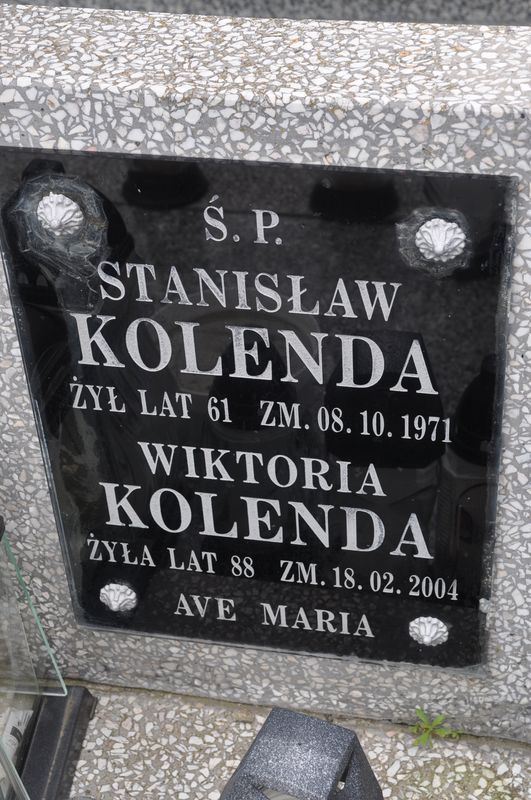 Ś. P.
STANISŁAW
KOLENDA
ŻYŁ LAT 61 ZM. 08. 10. 1971
WIKTORIA
KOLENDA
ŻYŁA LAT 88 ZM. 18. 02. 2004
AVE MARIA